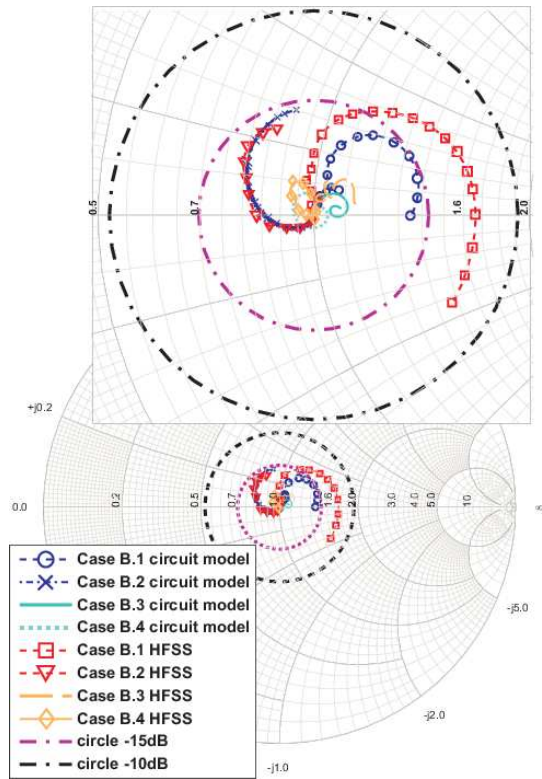 0.5
0.7
1.6
2.0
+j0.2
0.0
0.2
0.5
0.7
1.0
1.6
2.0
3.0
4.0
5.0
10
∞
-j5.0
-j2.0
-j1.0
Case B.1 circuit model
Case B.2 circuit model
Case B.3 circuit model
Case B.4 circuit model
Case B.1 HFSS
Case B.2 HFSS
Case B.3 HFSS
Case B.4 HFSS
circle -15dB
circle -10dB